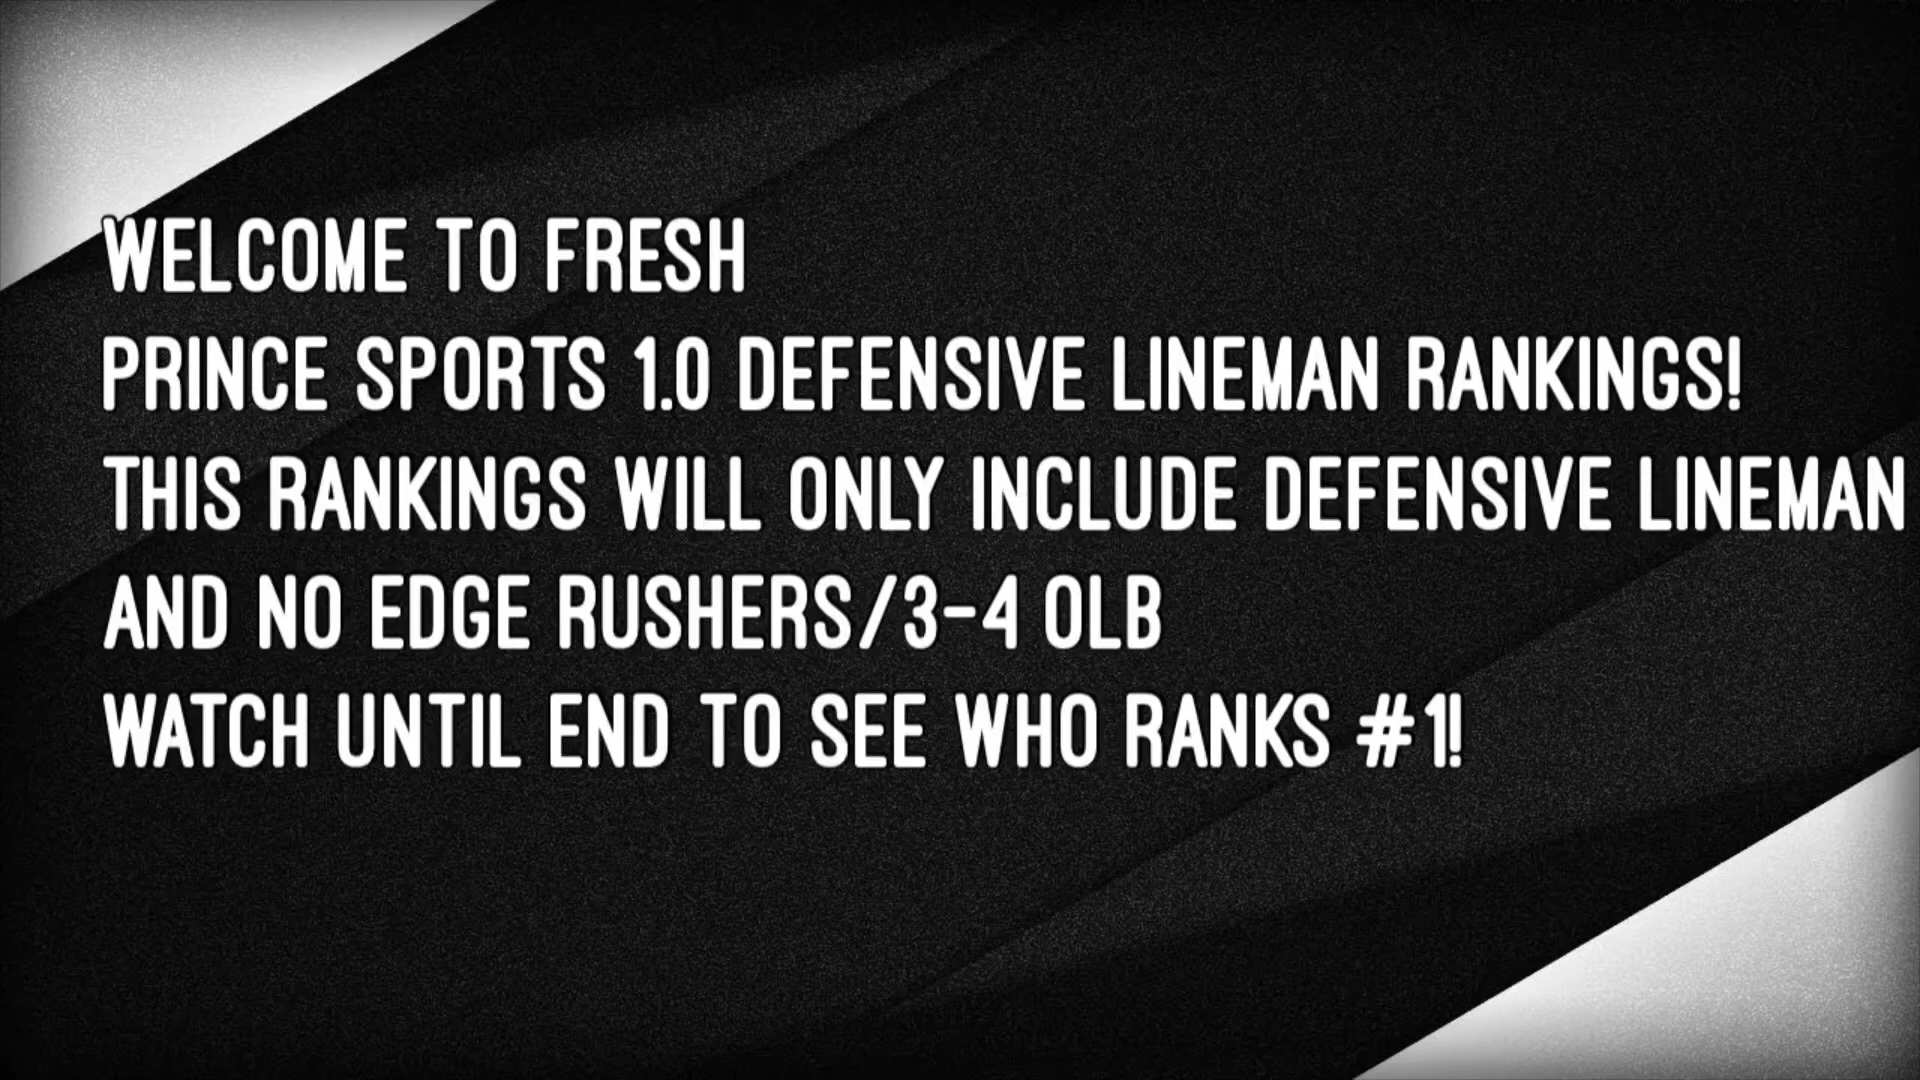 WELCOME TO FRESH
PRINCE SPORTS 1.0 DEFENSIVE LINEMAN RANKINGS!
THIS RANKINGS WILL ONLY INCLUDE DEFENSIVE LINEMAN
AND NO EDGE RUSHERS/3-4 OLB
WATCH UNTIL END TO SEE WHO RANKS #1!